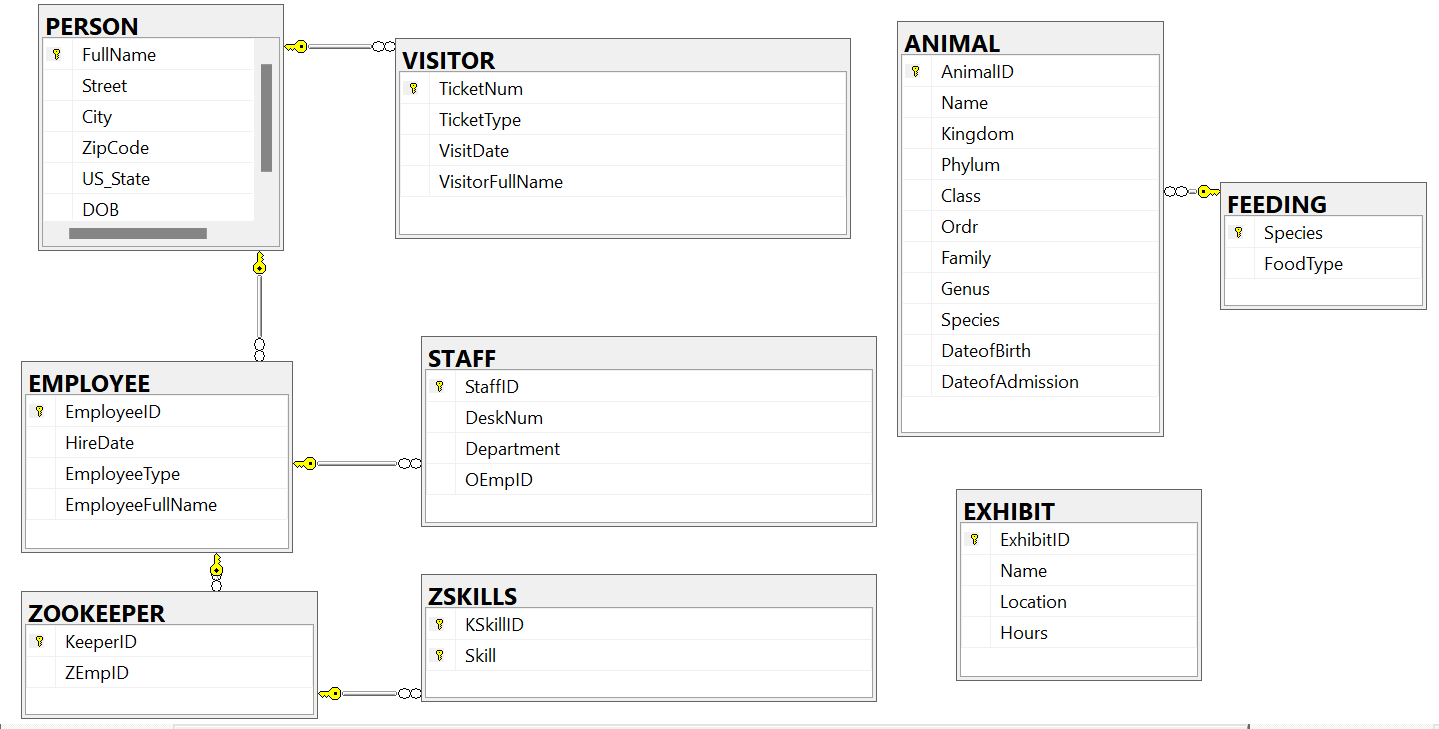 PERSON
FullName
Street
City
ZipCode
US_State
DOB
VISITOR
TicketNum
TicketType
VisitDate
VisitorFullName
ANIMAL
AnimalID
Name
Kingdom
Phylum
Class
Ordr
Family
Genus
Species
DateofBirth
DateofAdmission
FEEDING
Species
FoodType
EMPLOYEE
EmployeeID
HireDate
EmployeeType
EmployeeFullName
STAFF
StaffID
DeskNum
Department
OEmpID
ZOOKEEPER
KeeperID
ZEmpID
ZSKILLS
KSkillID
Skill
EXHIBIT
ExhibitID
Name
Location
Hours